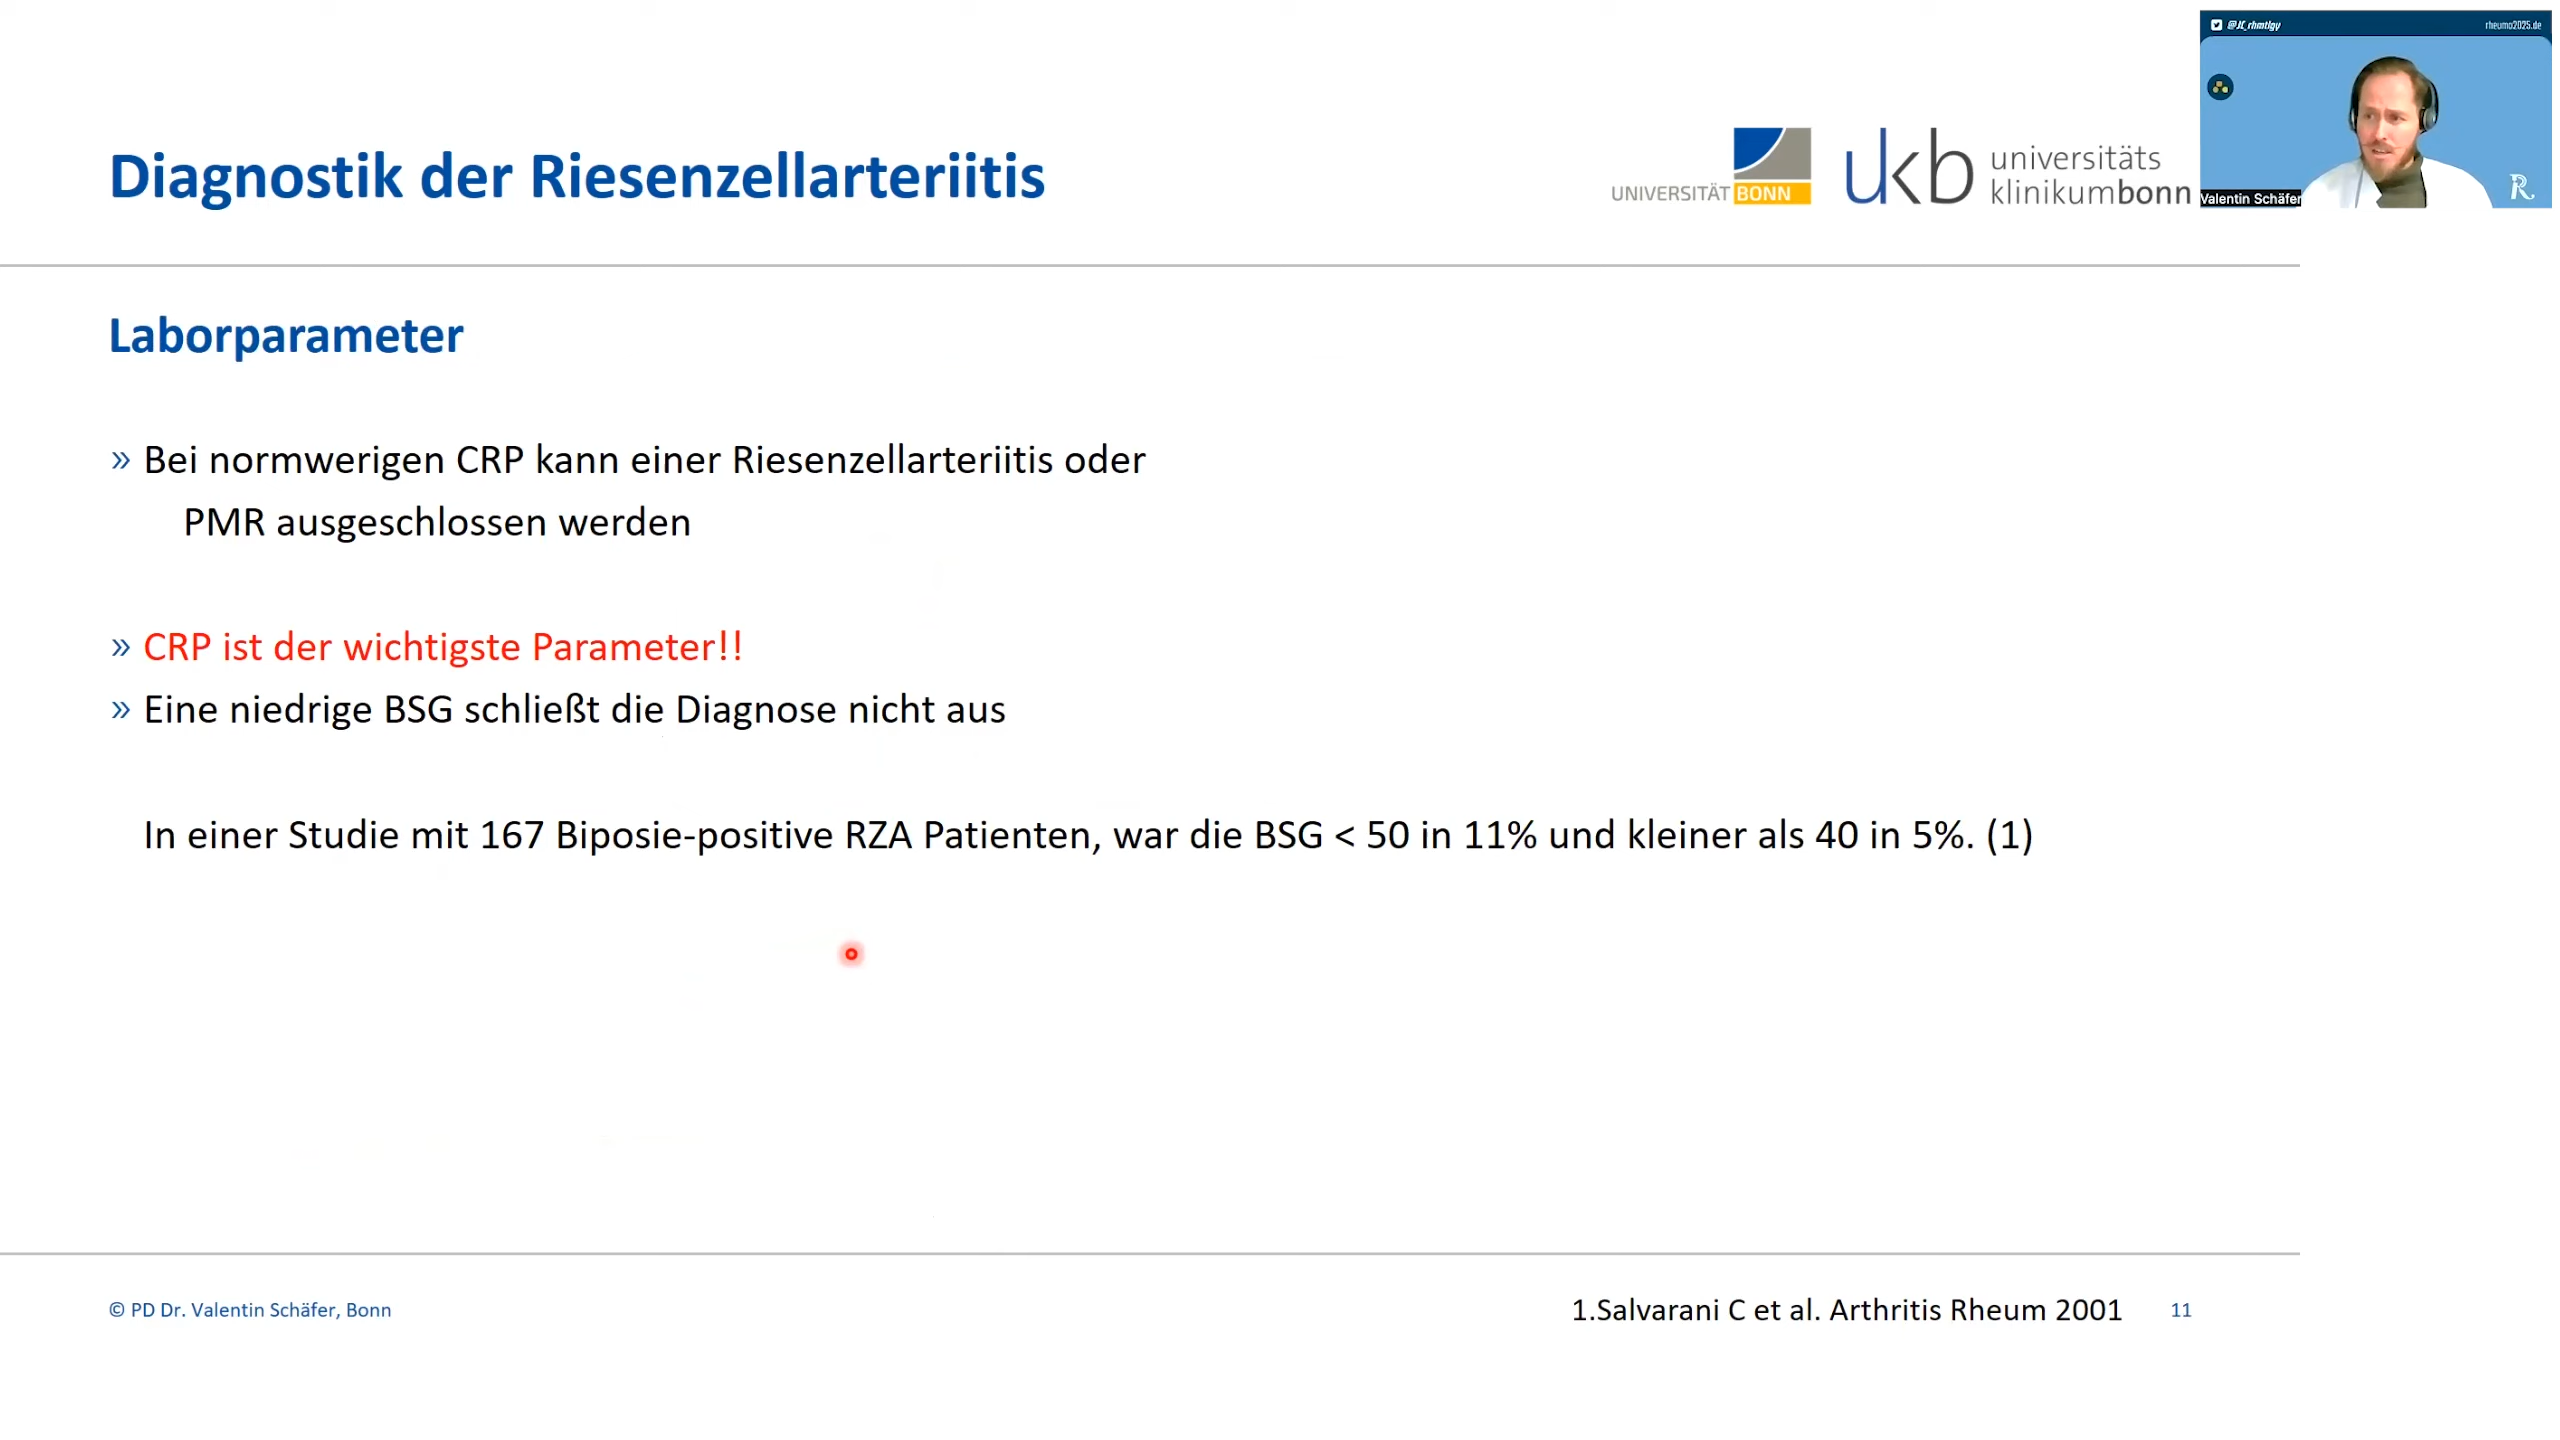 @JC_rhmtlgy
rheuma2025.de
Diagnostik der Riesenzellarteriitis
UNIVERSITÄT BONN
ukb universitäts
klinikumbonn
Valentin Schäfer
Laborparameter
» Bei normwerigen CRP kann einer Riesenzellarteriitis oder
PMR ausgeschlossen werden
» CRP ist der wichtigste Parameter!!
» Eine niedrige BSG schließt die Diagnose nicht aus
In einer Studie mit 167 Biposie-positive RZA Patienten, war die BSG < 50 in 11% und kleiner als 40 in 5%. (1)
© PD Dr. Valentin Schäfer, Bonn
1.Salvarani C et al. Arthritis Rheum 2001
11